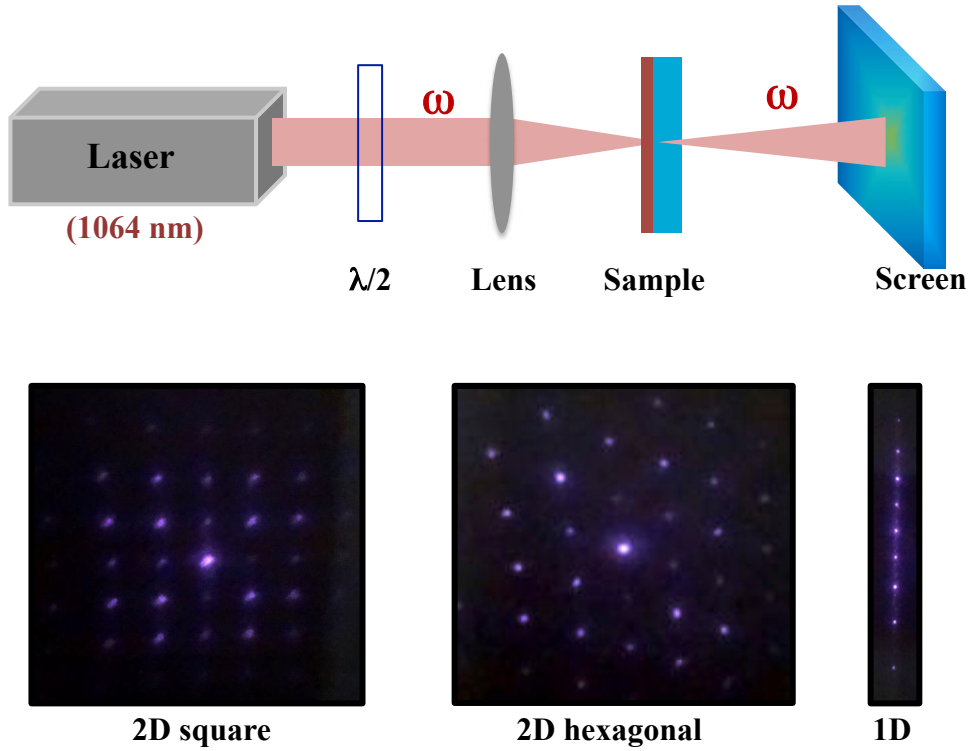 ω
ω
Laser
(1064 nm)
λ/2
Lens
Sample
Screen
2D square
2D hexagonal
1D